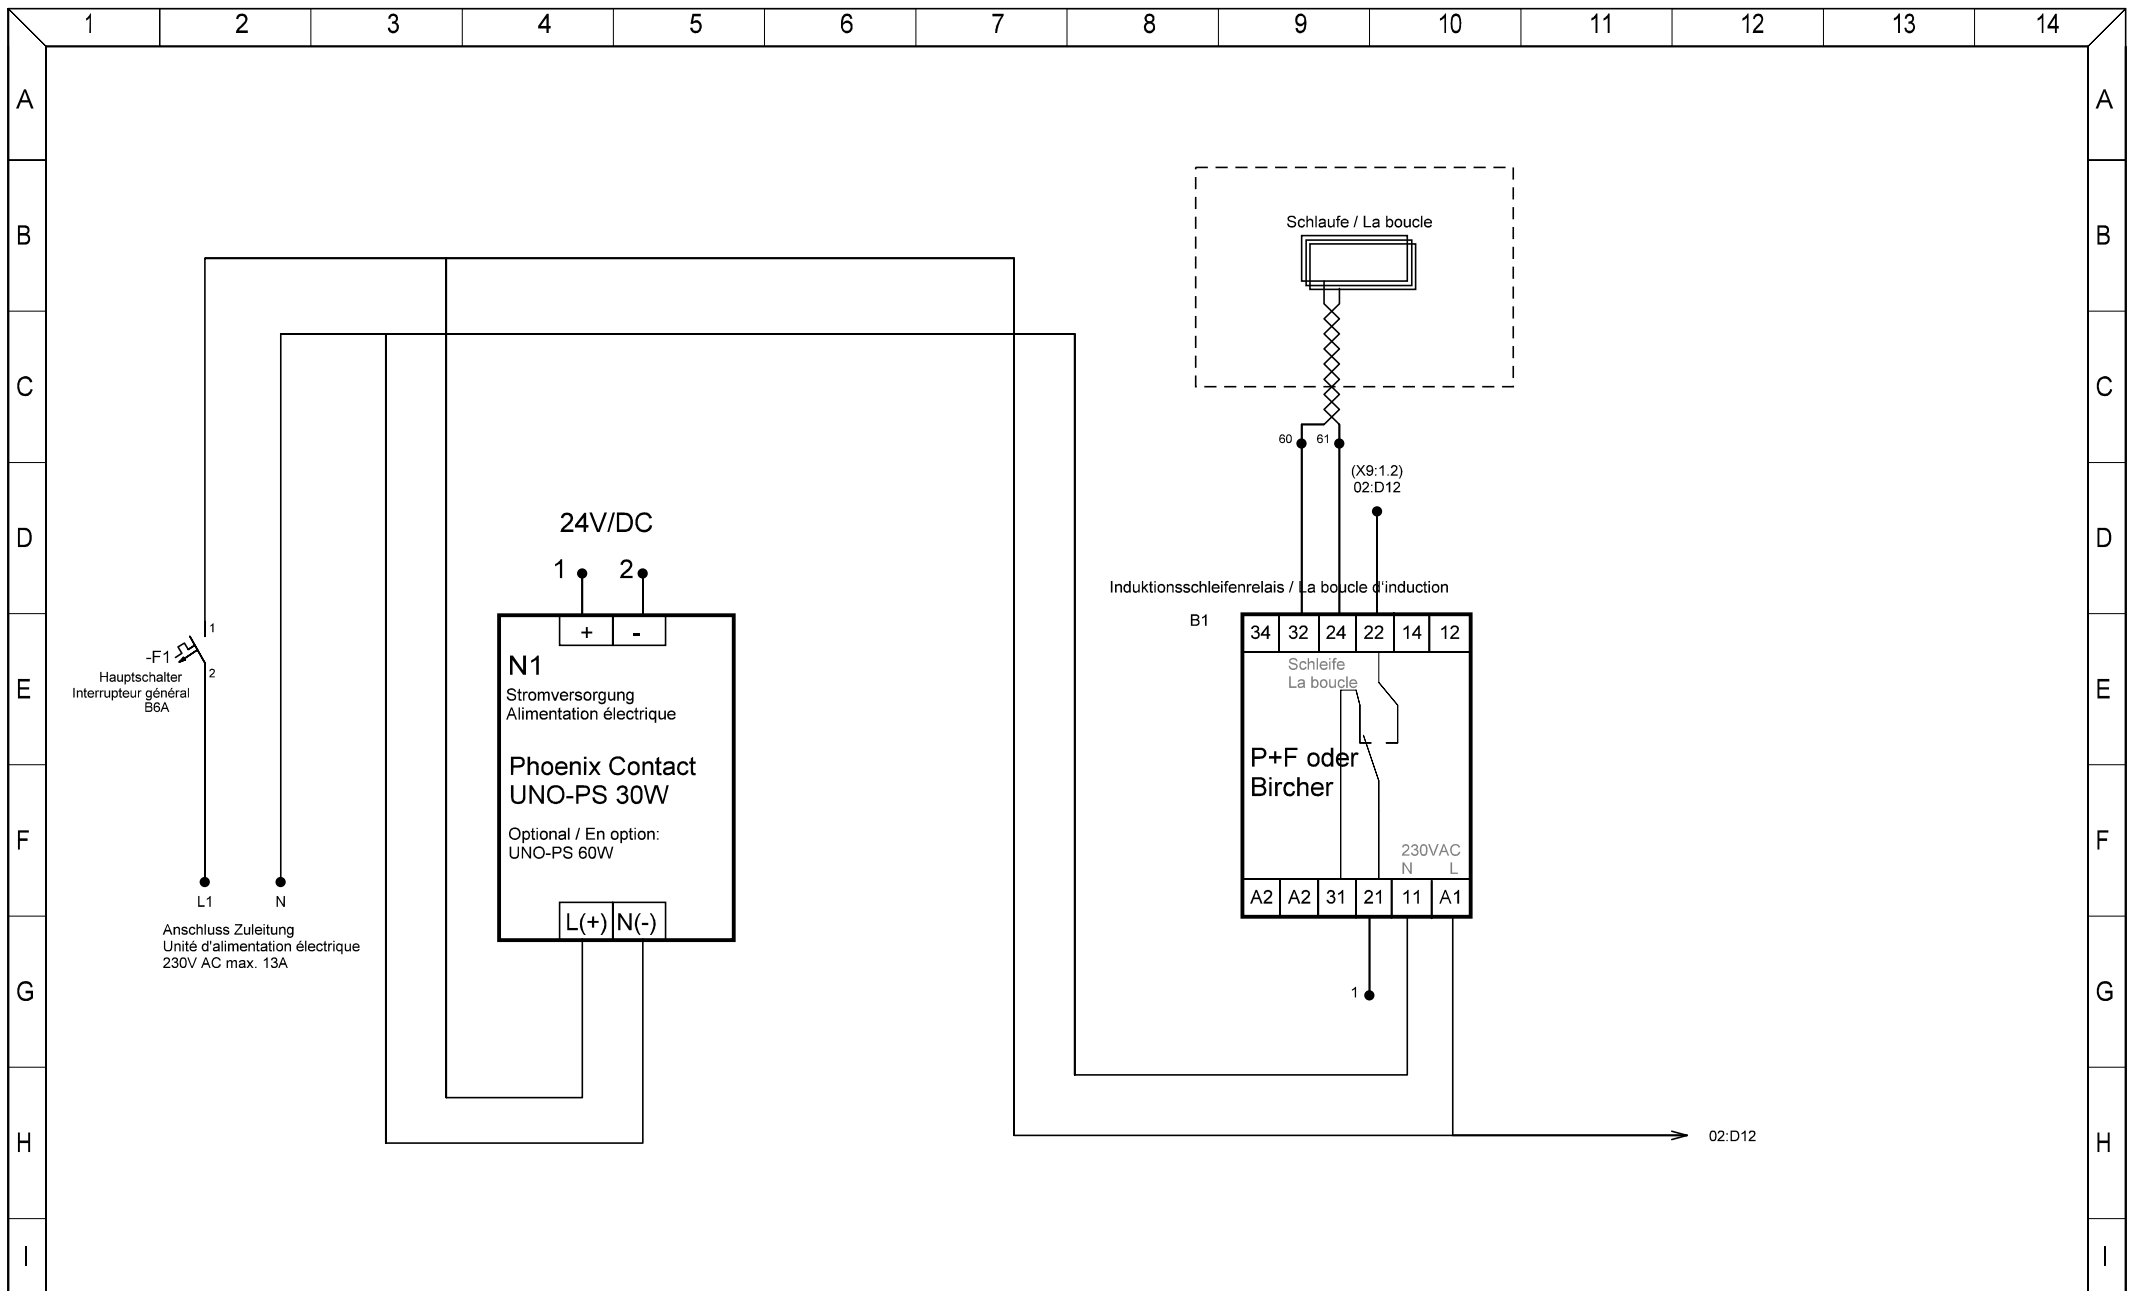 1 2 3 4 5 6 7 8 9 10 11 12 13 14
A A
Schlaufe / La boucle
B B
C C
60 61
(X9:1.2)
02:D12
24V/DC
D D
1 2
Induktionsschleifenrelais / La boucle d'induction
B1
1
+ -
34 32 24 22 14 12
-F1
N1
Schleife
La boucle
2
Hauptschalter
Interrupteur général
B6A
E E
Stromversorgung
Alimentation électrique
Phoenix Contact
UNO-PS 30W
P+F oder
Bircher
F F
Optional / En option:
UNO-PS 60W
230VAC
N L
L1 N
A2 A2 31 21 11 A1
L(+) N(-)
Anschluss Zuleitung
Unité d'alimentation électrique
230V AC max. 13A
G G
1
H H
02:D12
I I